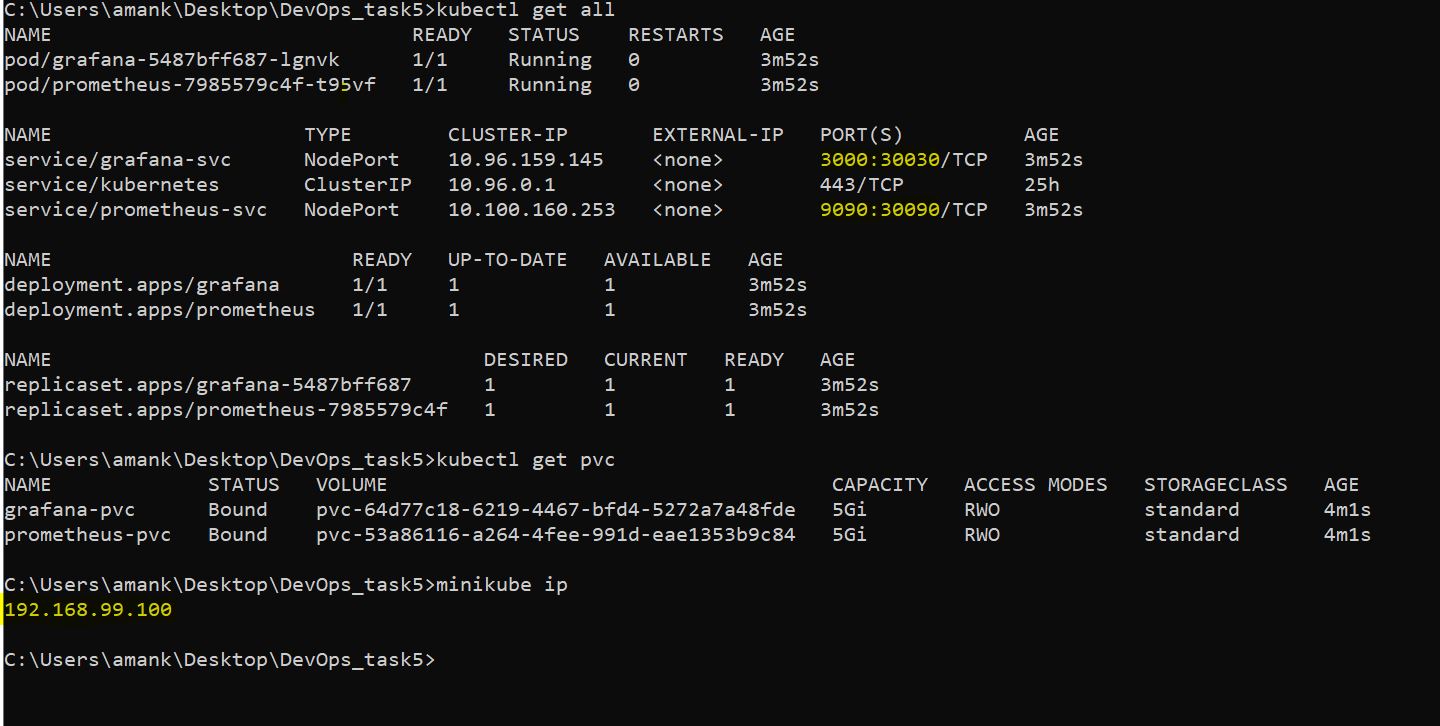 C:\Users\amank\Desktop\DevOps_task5>kubectl get all
NAME READY STATUS RESTARTS AGE
pod/grafana-5487bff687-lgnvk 1/1 Running 0 3m52s
pod/prometheus-7985579c4f-t95vf 1/1 Running 0 3m52s
NAME TYPE CLUSTER-IP EXTERNAL-IP PORT(S) AGE
service/grafana-svc NodePort 10.96.159.145 <none> 3000:30030/TCP 3m52s
service/kubernetes ClusterIP 10.96.0.1 <none> 443/TCP 25h
service/prometheus-svc NodePort 10.100.160.253 <none> 9090:30090/TCP 3m52s
NAME READY UP-TO-DATE AVAILABLE AGE
deployment.apps/grafana 1/1 1 1 3m52s
deployment.apps/prometheus 1/1 1 1 3m52s
NAME DESIRED CURRENT READY AGE
replicaset.apps/grafana-5487bff687 1 1 1 3m52s
replicaset.apps/prometheus-7985579c4f 1 1 1 3m52s
C:\Users\amank\Desktop\DevOps_task5>kubectl get pvc
NAME STATUS VOLUME CAPACITY ACCESS MODES STORAGECLASS AGE
grafana-pvc Bound pvc-64d77c18-6219-4467-bfd4-5272a7a48fde 5Gi RWO standard 4m1s
prometheus-pvc Bound pvc-53a86116-a264-4fee-991d-eae1353b9c84 5Gi RWO standard 4m1s
C:\Users\amank\Desktop\DevOps_task5>minikube ip
192.168.99.100
C:\Users\amank\Desktop\DevOps_task5>